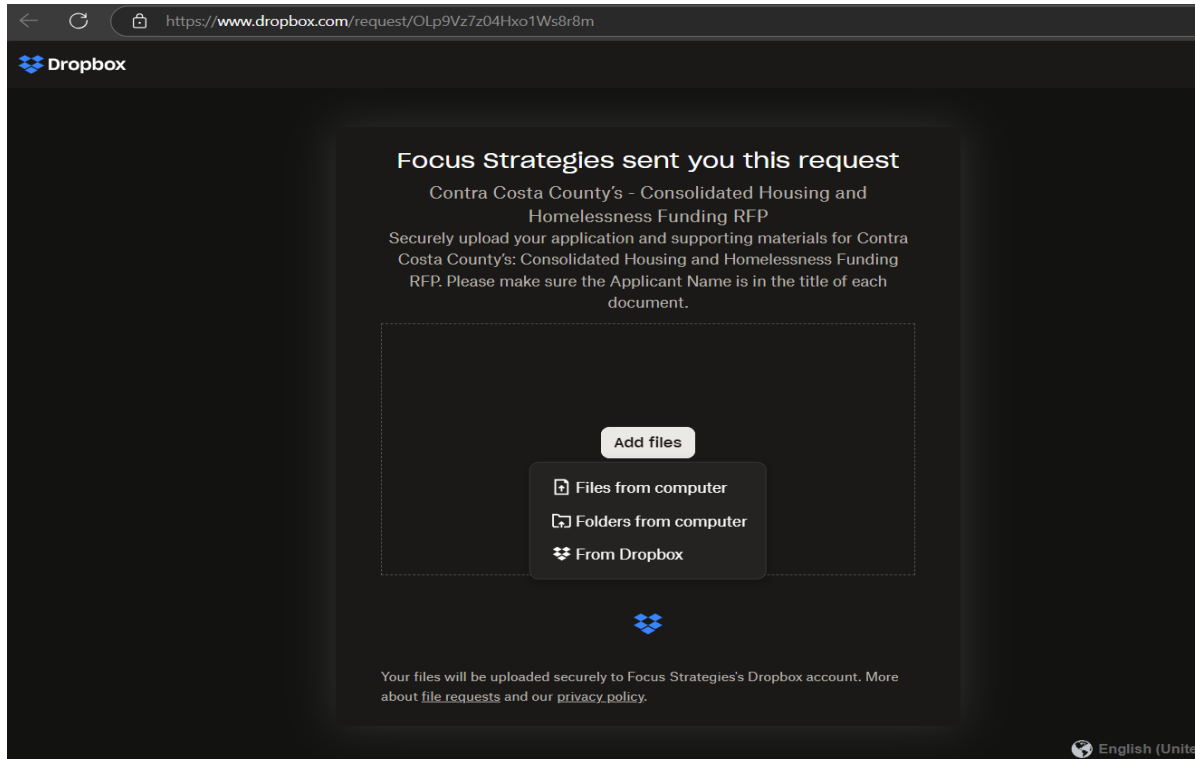 https://www.dropbox.com/request/OLp9Vz7z04Hxo1Ws8r8m
Dropbox
Focus Strategies sent you this request
Contra Costa County's - Consolidated Housing and
Homelessness Funding RFP
Securely upload your application and supporting materials for Contra
Costa County's: Consolidated Housing and Homelessness Funding
RFP. Please make sure the Applicant Name is in the title of each
document.
Add files
Files from computer
Folders from computer
From Dropbox
Your files will be uploaded securely to Focus Strategies's Dropbox account. More
about file requests and our privacy policy.
English (Unite